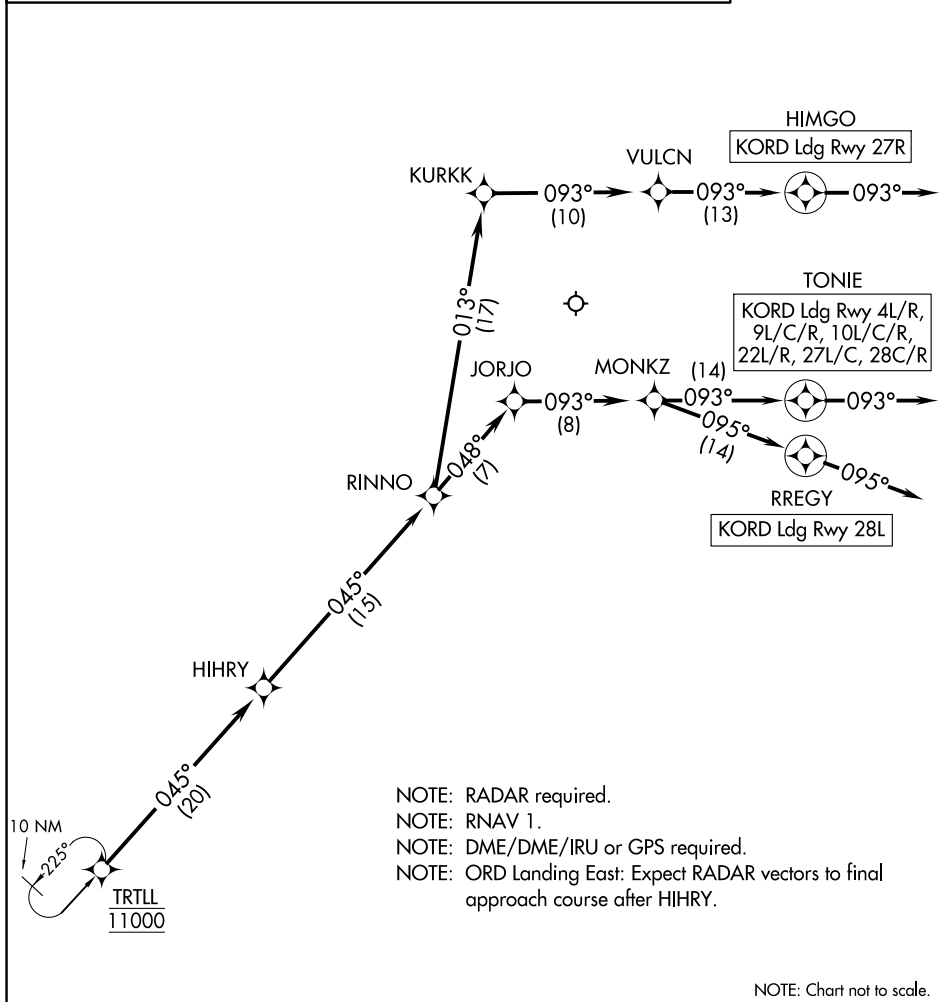 HIMGO
KORD Ldg Rwy 27R
VULCN
KURKK
093°
(10)
093°
(13)
093°
013°
(17)
TONIE
KORD Ldg Rwy 4L/R,
9L/C/R, 10L/C/R,
22L/R, 27L/C, 28C/R
JORJO
MONKZ
(14)
093°
093°
(8)
093°
095°
(14)
048°
(7)
RINNO
095°
RREGY
KORD Ldg Rwy 28L
045°
(15)
HIHRY
045°
(20)
10 NM
225°
TRTLL
11000
NOTE: RADAR required.
NOTE: RNAV 1.
NOTE: DME/DME/IRU or GPS required.
NOTE: ORD Landing East: Expect RADAR vectors to final
approach course after HIHRY.
NOTE: Chart not to scale.